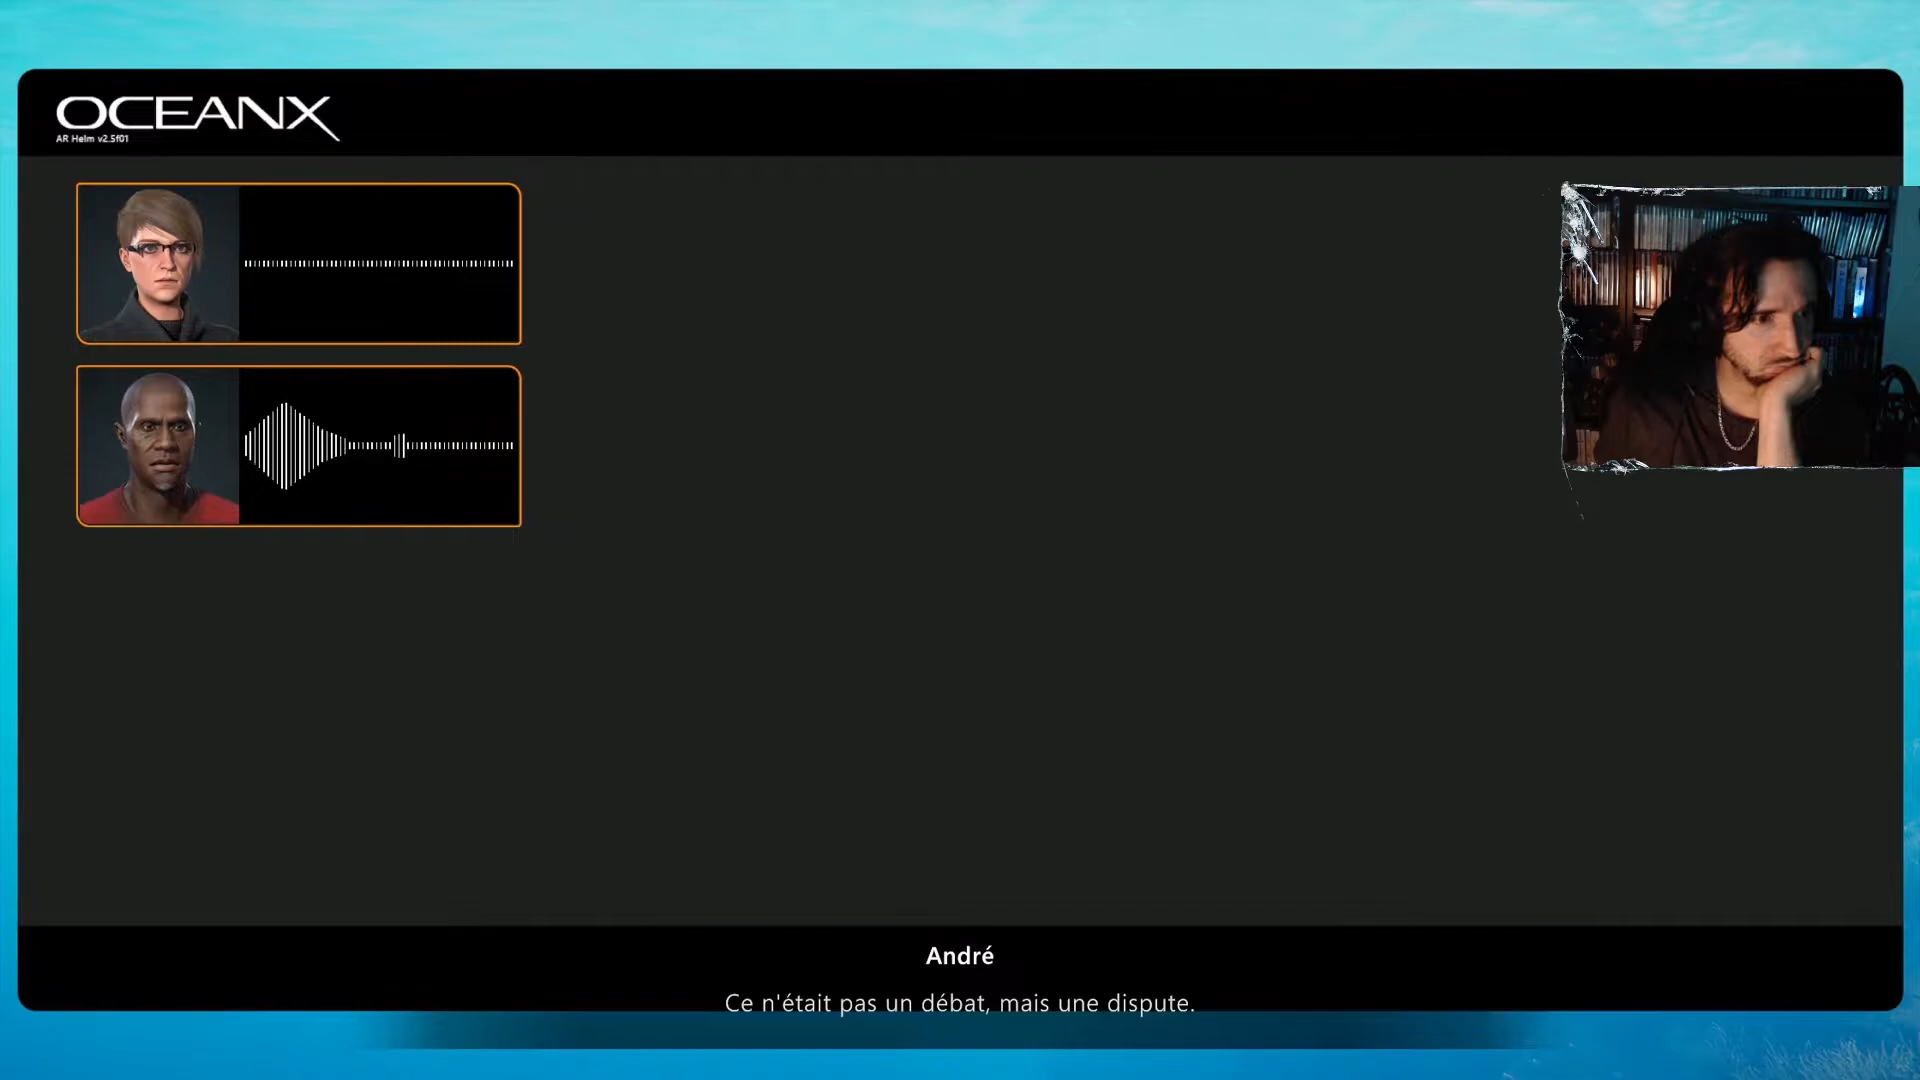 OCEANX
AR Helm v2.5f01
André
Ce n'était pas un débat, mais une dispute.